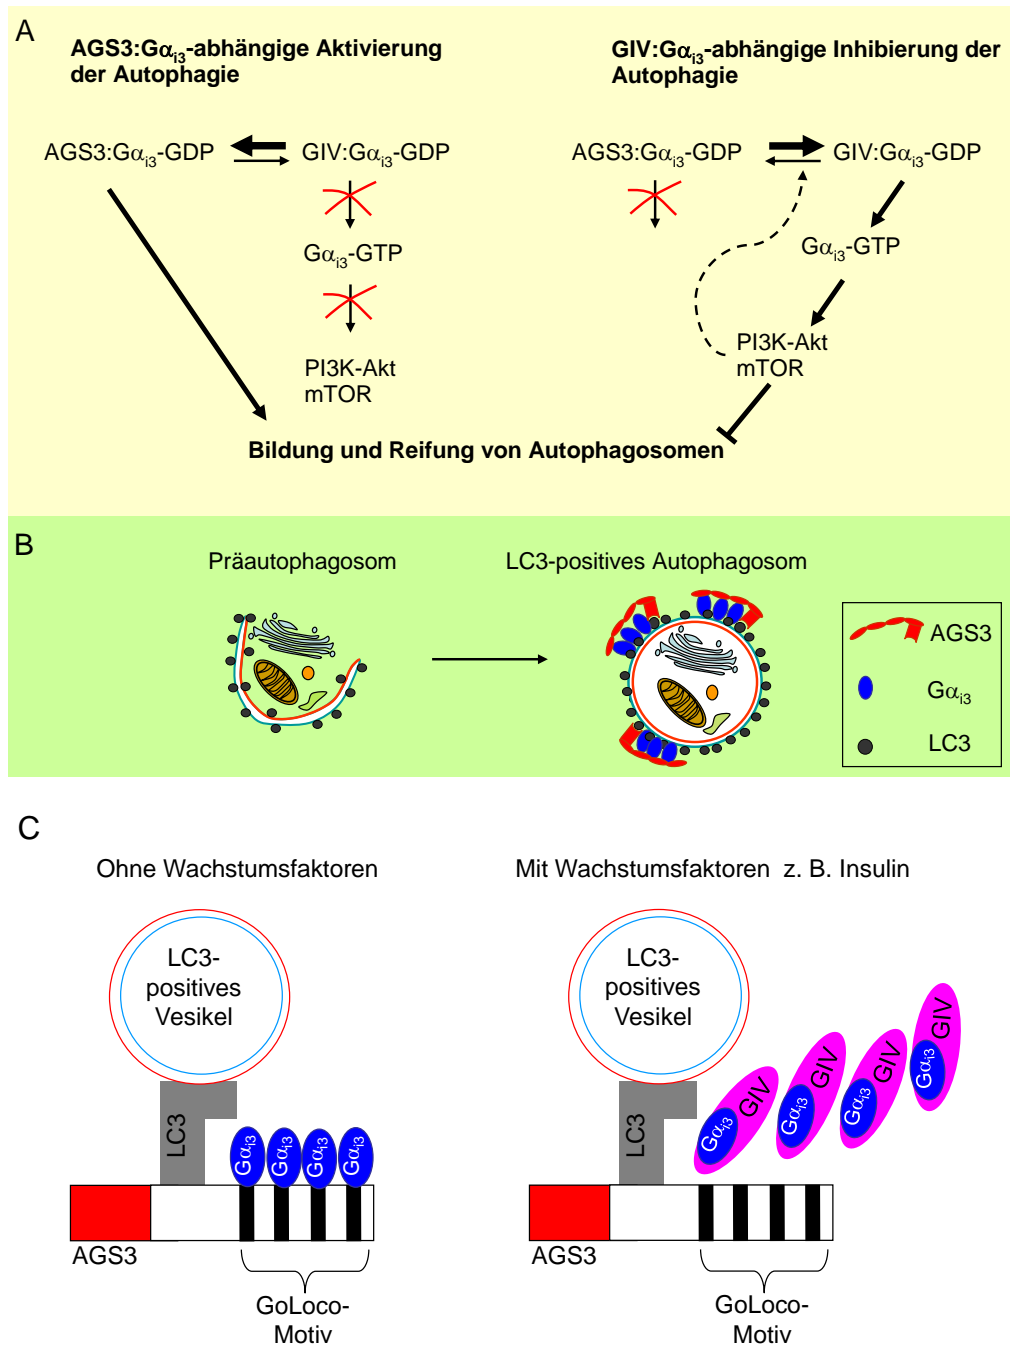 A
AGS3:Gαi3-abhängige Aktivierung
der Autophagie
GIV:Gαi3-abhängige Inhibierung der
Autophagie
AGS3:Gαi3-GDP
GIV:Gαi3-GDP
Gαi3-GTP
PI3K-Akt
mTOR
AGS3:Gαi3-GDP
GIV:Gαi3-GDP
Gαi3-GTP
PI3K-Akt
mTOR
Bildung und Reifung von Autophagosomen
B
Präautophagosom
LC3-positives Autophagosom
AGS3
Gαi3
LC3
C
Ohne Wachstumsfaktoren
LC3-
positives
Vesikel
LC3
Gαi3
Gαi3
Gαi3
Gαi3
AGS3
GoLoco-
Motiv
Mit Wachstumsfaktoren z. B. Insulin
LC3-
positives
Vesikel
LC3
Gαi3 GIV
Gαi3 GIV
Gαi3 GIV
Gαi3 GIV
AGS3
GoLoco-
Motiv